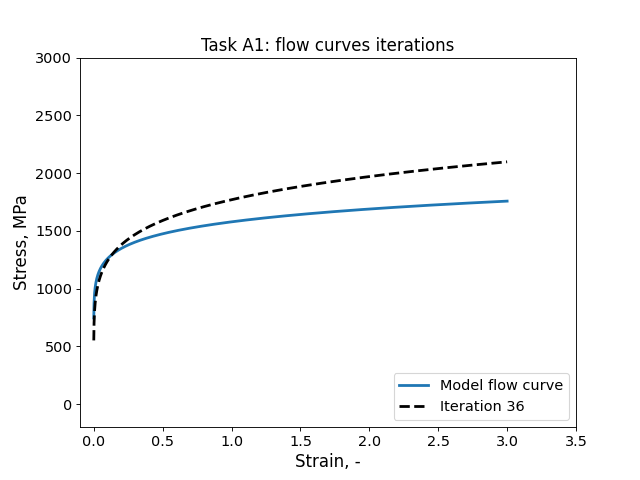 Task A1: flow curves iterations
3000
2500
2000
1500
1000
500
0
Stress, MPa
0.0 0.5 1.0 1.5 2.0 2.5 3.0 3.5
Strain, -
Model flow curve
Iteration 36